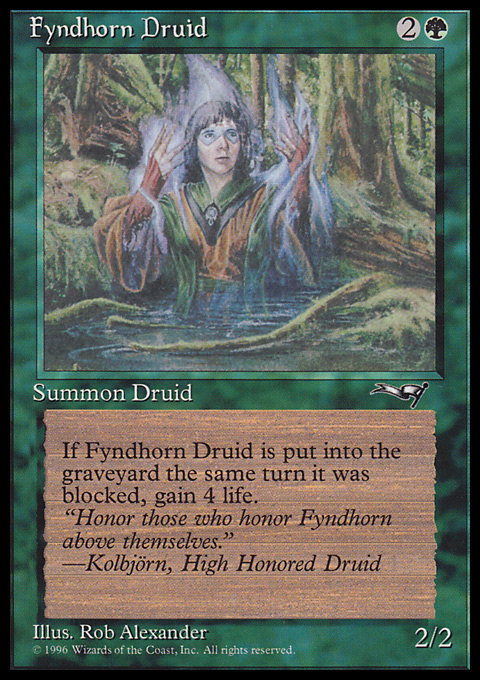 Fyndhorn Druid
2
Summon Druid
If Fyndhorn Druid is put into the
graveyard the same turn it was
blocked, gain 4 life.
“Honor those who honor Fyndhorn
above themselves.”
—Kolbjörn, High Honored Druid
Illus. Rob Alexander
2/2
© 1996 Wizards of the Coast, Inc. All rights reserved.